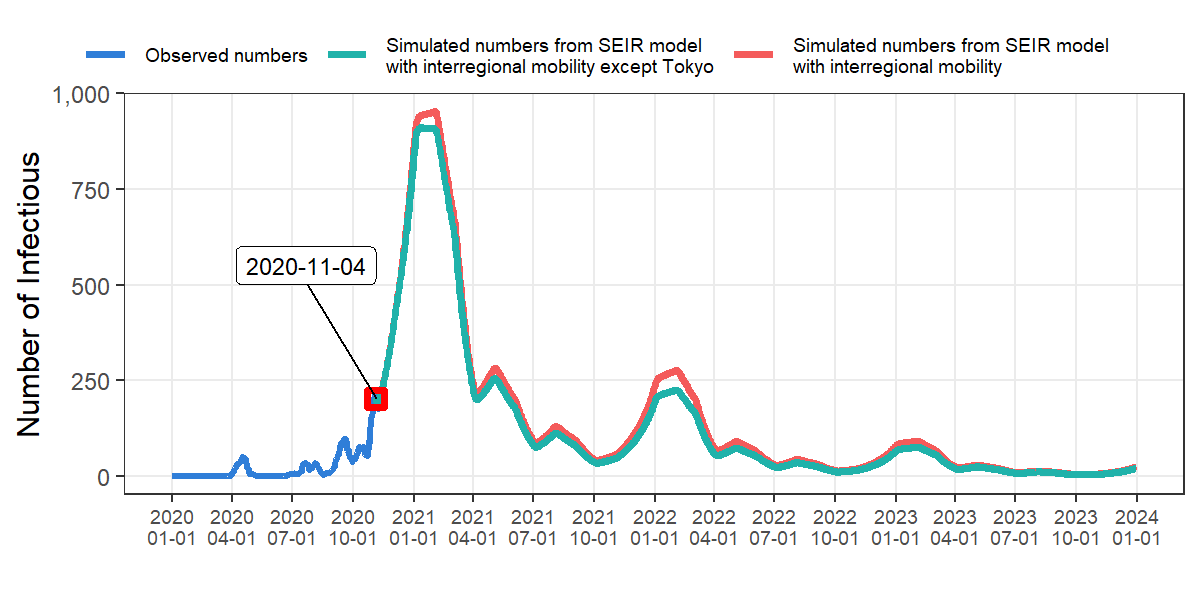 Observed numbers
Simulated numbers from SEIR model
with interregional mobility except Tokyo
Simulated numbers from SEIR model
with interregional mobility
Number of Infectious
1,000
750
500
250
0
2020-11-04
2020 2020 2020 2020 2021 2021 2021 2021 2022 2022 2022 2022 2023 2023 2023 2023 2024
01-01 04-01 07-01 10-01 01-01 04-01 07-01 10-01 01-01 04-01 07-01 10-01 01-01 04-01 07-01 10-01 01-01